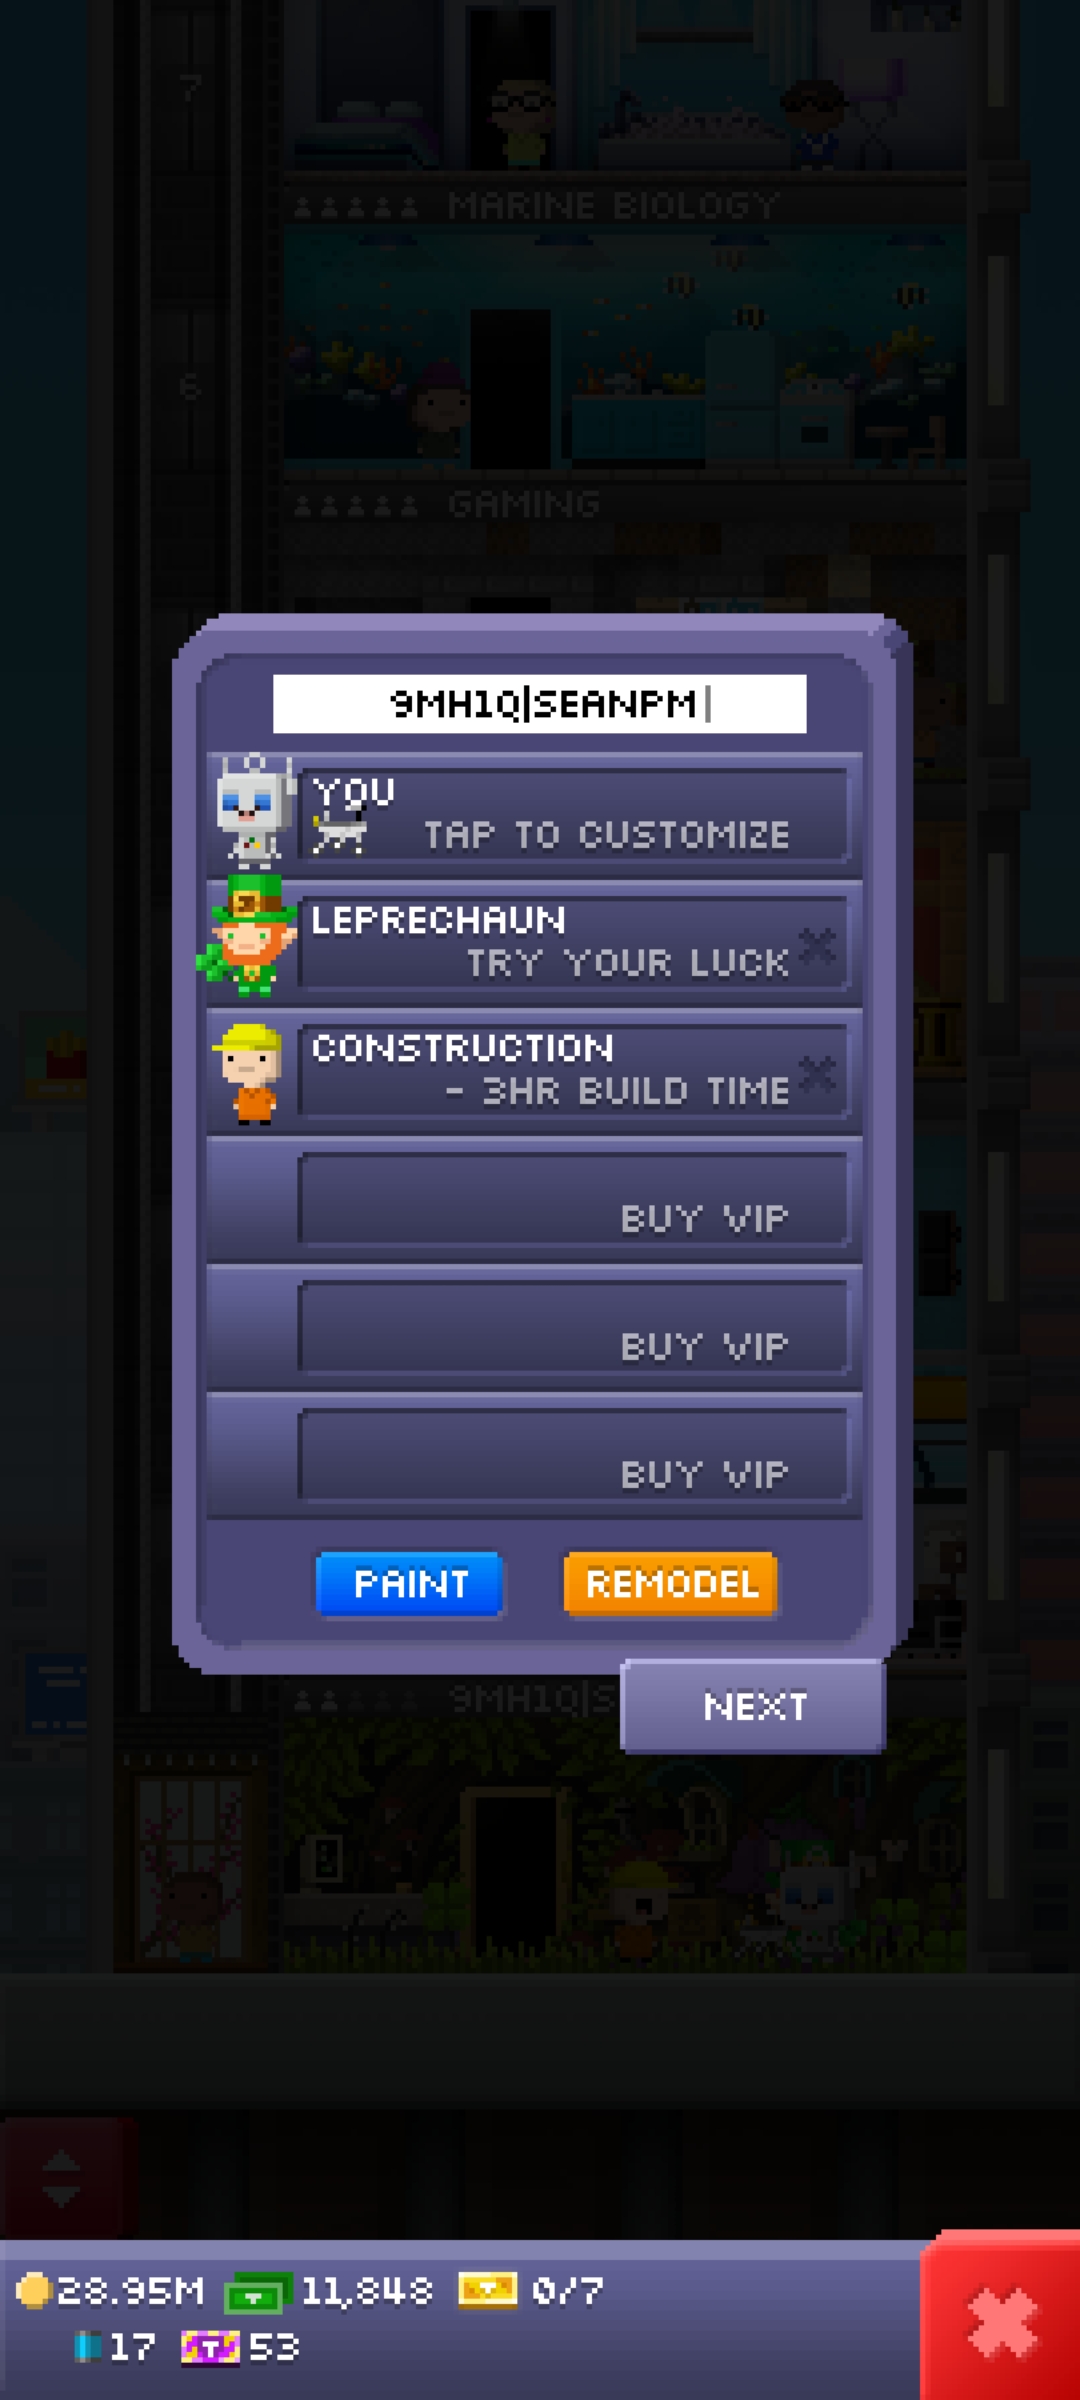 7
MARINE BIOLOGY
6
GAMING
9MH1Q|SEANPM
YOU
TAP TO CUSTOMIZE
LEPRECHAUN
TRY YOUR LUCK
CONSTRUCTION
- 3HR BUILD TIME
BUY VIP
BUY VIP
BUY VIP
PAINT
REMODEL
9MH1Q|S
NEXT
28.95M
11,848
0/7
17
T
53